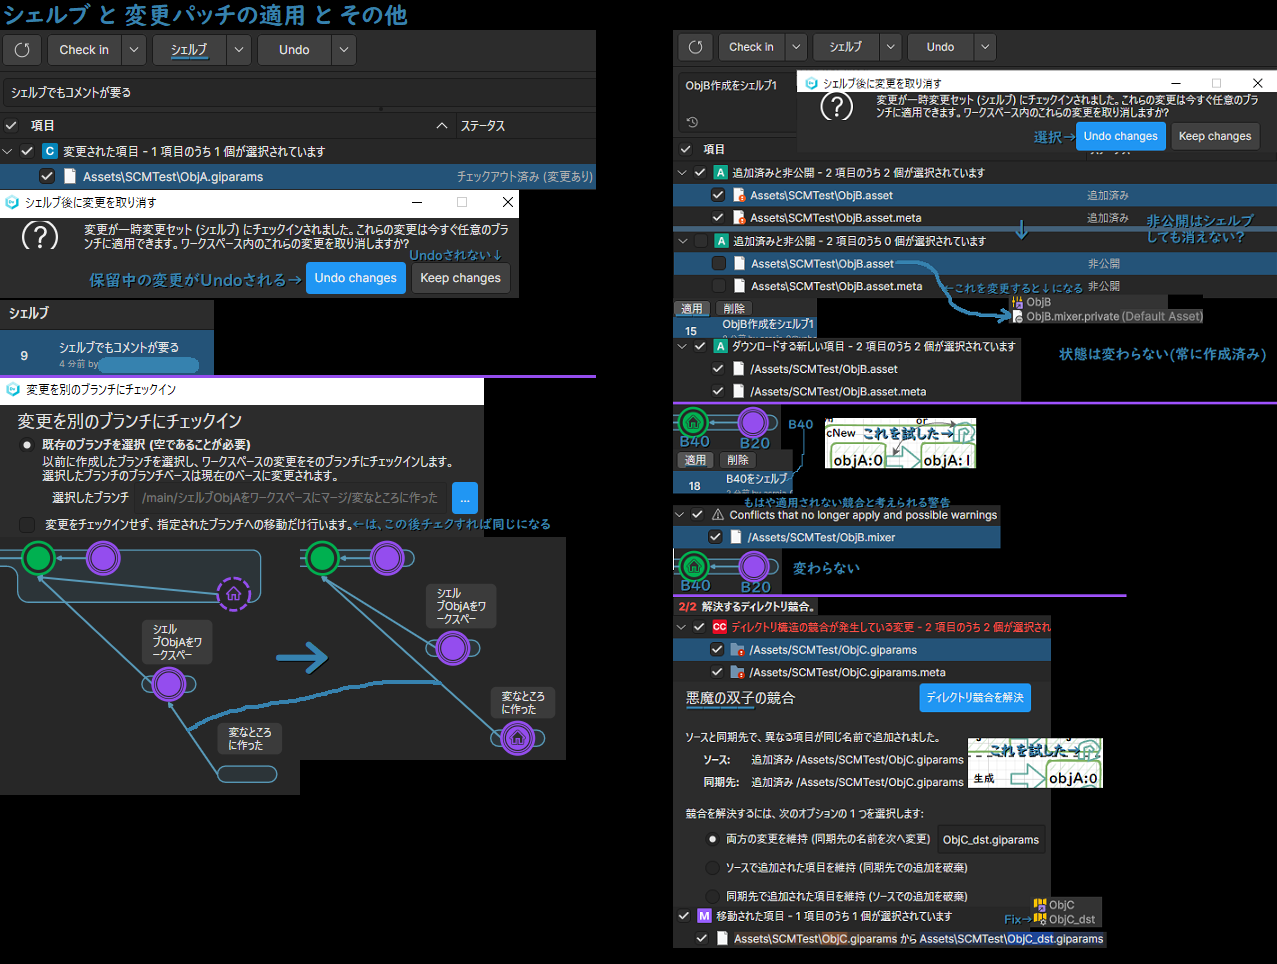 シェルブ と 変更パッチの適用 と その他
Check in
シェルブ
Undo
シェルブでもコメントが要る
項目
ステータス
C 変更された項目 - 1 項目のうち 1 個が選択されています
Assets\SCMTest\ObjA.giparams
チェックアウト済み (変更あり)
シェルブ後に変更を取り消す
変更が一時変更セット (シェルブ) にチェックインされました。これらの変更は今すぐ任意のブランチに適用できます。ワークスペース内のこれらの変更を取り消しますか?
Undoされない↓
保留中の変更がUndoされる→
Undo changes
Keep changes
シェルブ
9
シェルブでもコメントが要る
4 分前 by
変更を別のブランチにチェックイン
変更を別のブランチにチェックイン
既存のブランチを選択 (空であることが必要)
以前に作成したブランチを選択し、ワークスペースの変更をそのブランチにチェックインします。
選択したブランチのブランチベースは現在のベースに変更されます。
選択したブランチ
/main/シェルブObjAをワークスペースにマージ/変なところに作った
...
変更をチェックインせず、指定されたブランチへの移動だけ行います。
←は、この後チェクすれば同じになる
シェル
ブObjAをワ
ークスペー
変なところ
に作った
シェル
ブObjAをワ
ークスペー
変なところ
に作った
Check in
シェルブ
Undo
ObjB作成をシェルブ1
シェルブ後に変更を取り消す
変更が一時変更セット (シェルブ) にチェックインされました。これらの変更は今すぐ任意のブランチに適用できます。ワークスペース内のこれらの変更を取り消しますか?
選択→
Undo changes
Keep changes
項目
A 追加済みと非公開 - 2 項目のうち 2 個が選択されています
Assets\SCMTest\ObjB.asset
追加済み
Assets\SCMTest\ObjB.asset.meta
追加済み
非公開はシェルブ
しても消えない?
A 追加済みと非公開 - 2 項目のうち 0 個が選択されています
Assets\SCMTest\ObjB.asset
非公開
Assets\SCMTest\ObjB.asset.meta
←これを変更すると↓になる
非公開
ObjB
ObjB.mixer.private (Default Asset)
適用
削除
15
ObjB作成をシェルブ1
A ダウンロードする新しい項目 - 2 項目のうち 2 個が選択されています
/Assets/SCMTest/ObjB.asset
/Assets/SCMTest/ObjB.asset.meta
状態は変わらない(常に作成済み)
B40
B20
B40
適用
削除
18
B40をシェルブ
cNew
or
これを試した→
objA:0
objA:1
もはや適用されない競合と考えられる警告
Conflicts that no longer apply and possible warnings
/Assets/SCMTest/ObjB.mixer
B40
B20
変わらない
2/2 解決するディレクトリ競合。
CC ディレクトリ構造の競合が発生している変更 - 2 項目のうち 2 個が選択され
/Assets/SCMTest/ObjC.giparams
/Assets/SCMTest/ObjC.giparams.meta
悪魔の双子の競合
ディレクトリ競合を解決
ソースと同期先で、異なる項目が同じ名前で追加されました。
ソース: 追加済み /Assets/SCMTest/ObjC.giparams
同期先: 追加済み /Assets/SCMTest/ObjC.giparams
これを試した→
生成
objA:0
競合を解決するには、次のオプションの 1 つを選択します:
両方の変更を維持 (同期先の名前を次へ変更)
ObjC_dst.giparams
ソースで追加された項目を維持 (同期先での追加を破棄)
同期先で追加された項目を維持 (ソースでの追加を破棄)
M 移動された項目 - 1 項目のうち 1 個が選択されています
Fix→
ObjC
ObjC_dst
Assets\SCMTest\ObjC.giparams から Assets\SCMTest\ObjC_dst.giparams